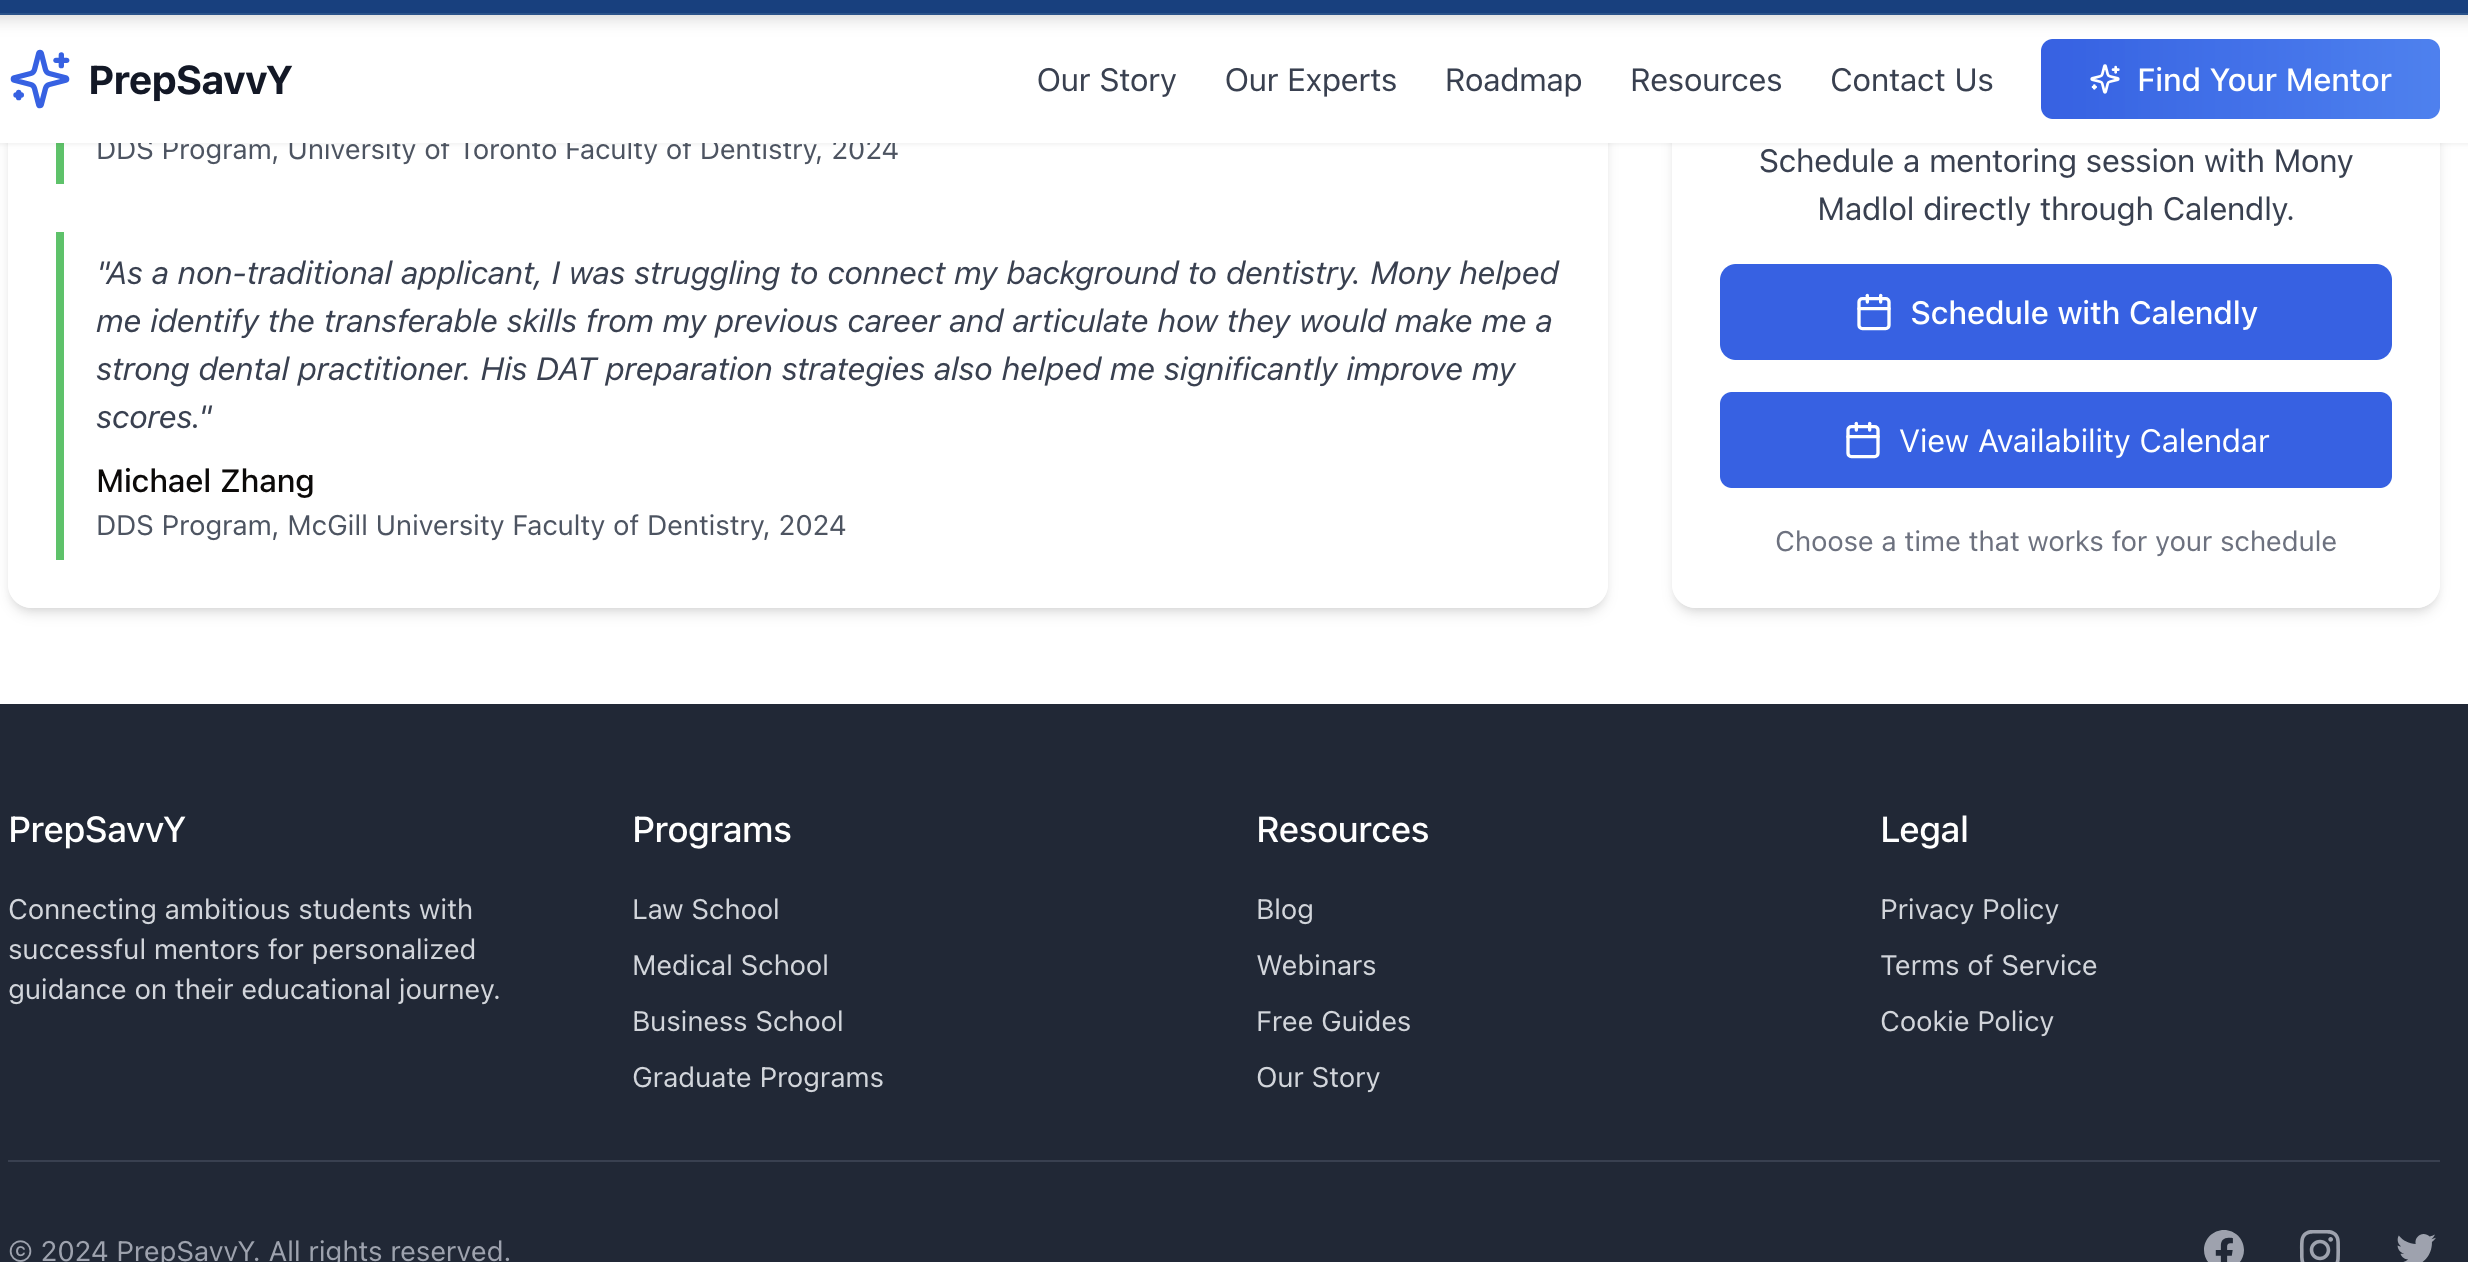 PrepSavvY
Our Story
Our Experts
Roadmap
Resources
Contact Us
Find Your Mentor
DDS Program, University of Toronto Faculty of Dentistry, 2024
"As a non-traditional applicant, I was struggling to connect my background to dentistry. Mony helped
me identify the transferable skills from my previous career and articulate how they would make me a
strong dental practitioner. His DAT preparation strategies also helped me significantly improve my
scores."
Michael Zhang
DDS Program, McGill University Faculty of Dentistry, 2024
Schedule a mentoring session with Mony
Madlol directly through Calendly.
Schedule with Calendly
View Availability Calendar
Choose a time that works for your schedule
PrepSavvY
Connecting ambitious students with
successful mentors for personalized
guidance on their educational journey.
Programs
Law School
Medical School
Business School
Graduate Programs
Resources
Blog
Webinars
Free Guides
Our Story
Legal
Privacy Policy
Terms of Service
Cookie Policy
© 2024 PrepSavvY. All rights reserved.